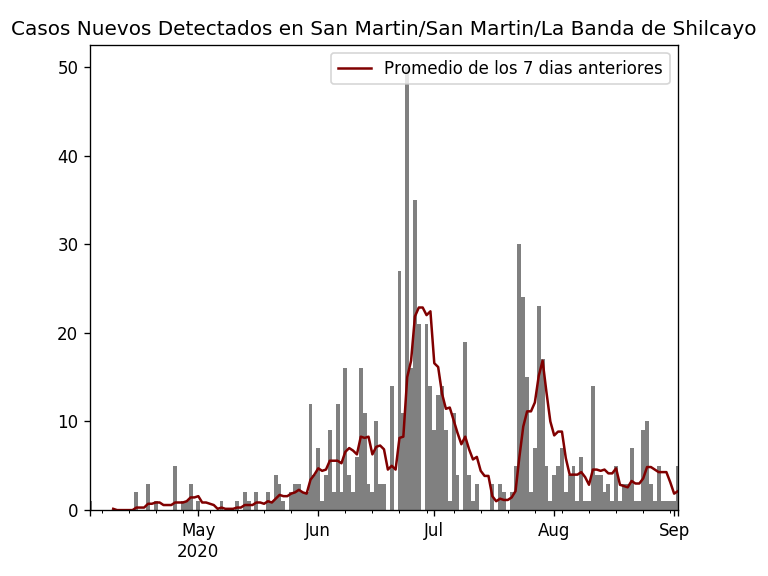 Casos Nuevos Detectados en San Martin/San Martin/La Banda de Shilcayo
Promedio de los 7 dias anteriores
50
40
30
20
10
0
May Jun Jul Aug Sep
2020